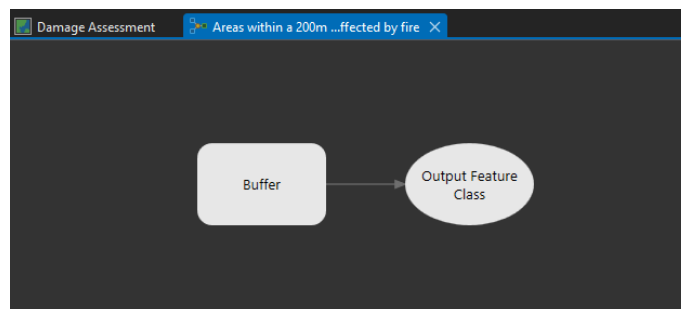 Damage Assessment
Areas within a 200m ...ffected by fire
Buffer
Output Feature
Class